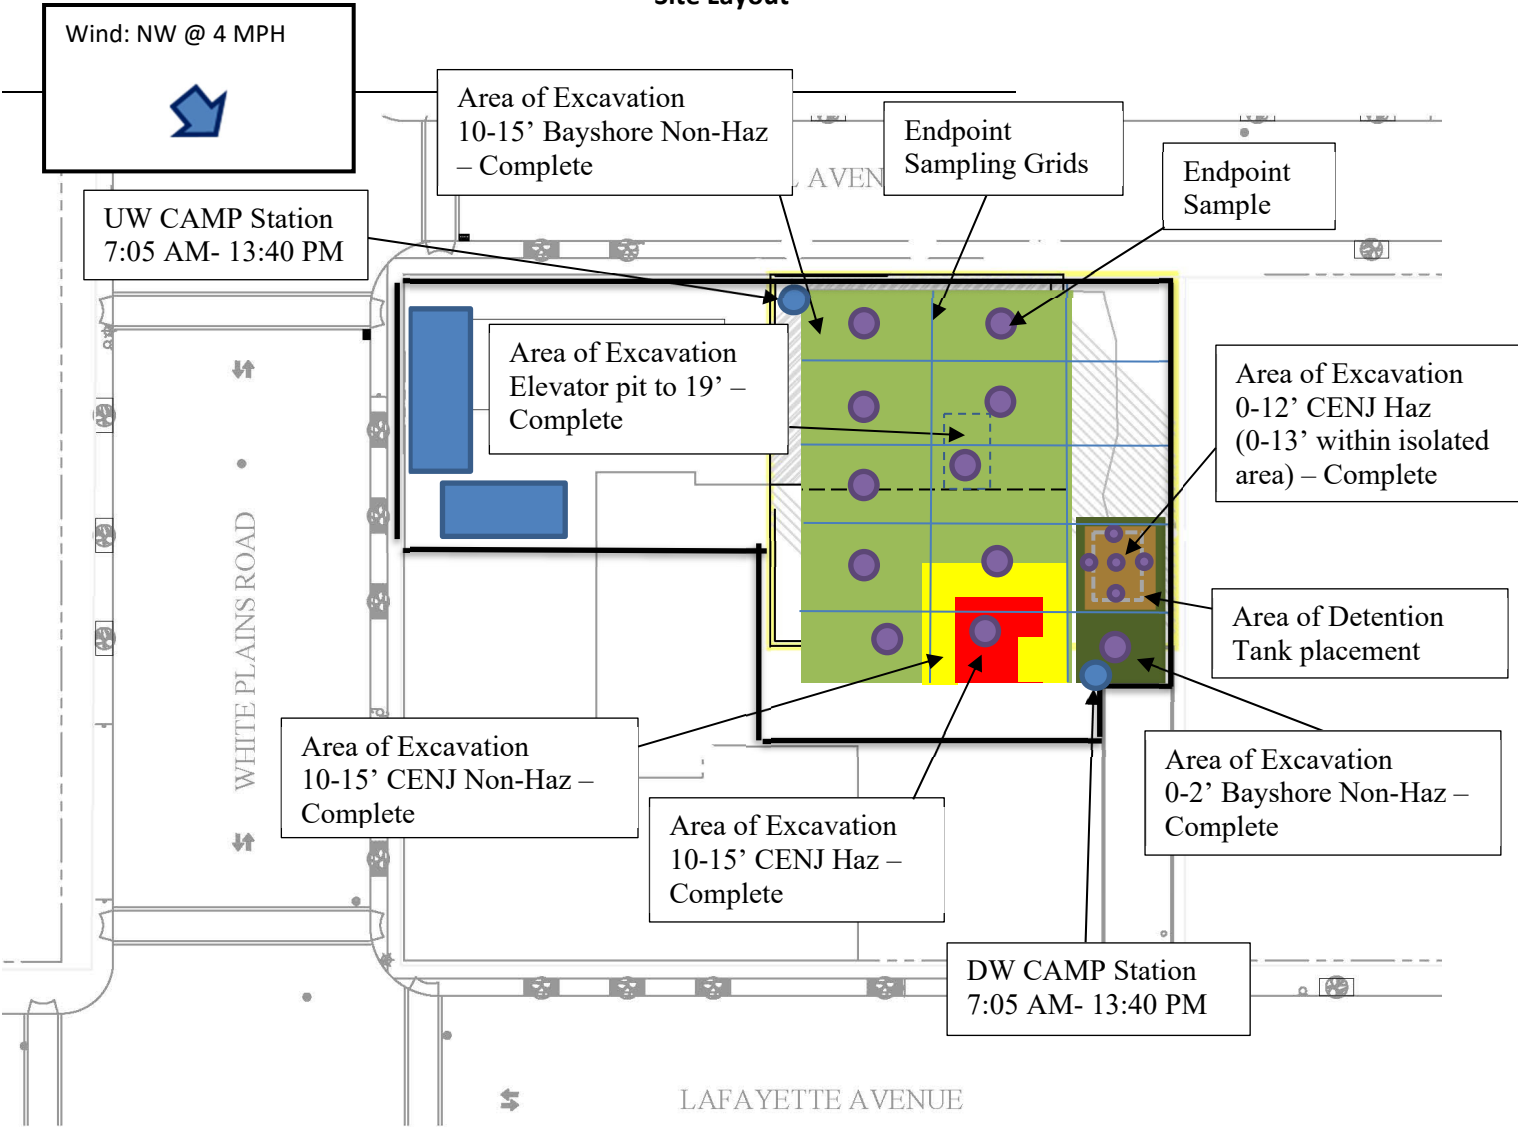 Site Layout
Wind: NW @ 4 MPH
Area of Excavation
10-15’ Bayshore Non-Haz
– Complete
Endpoint
Sampling Grids
Endpoint
Sample
AVEN
UW CAMP Station
7:05 AM- 13:40 PM
Area of Excavation
Elevator pit to 19’ –
Complete
Area of Excavation
0-12’ CENJ Haz
(0-13’ within isolated
area) – Complete
WHITE PLAINS ROAD
Area of Detention
Tank placement
Area of Excavation
10-15’ CENJ Non-Haz –
Complete
Area of Excavation
10-15’ CENJ Haz –
Complete
Area of Excavation
0-2’ Bayshore Non-Haz –
Complete
DW CAMP Station
7:05 AM- 13:40 PM
LAFAYETTE AVENUE